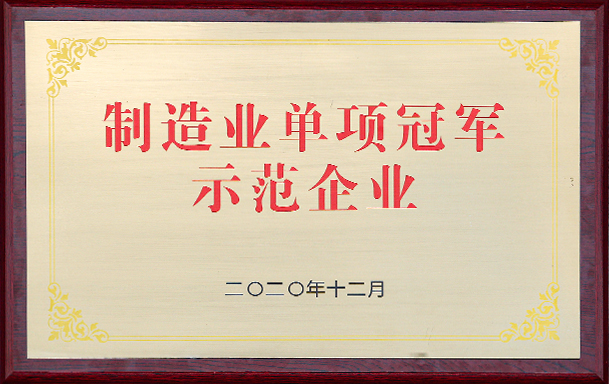 制造业单项冠军
示范企业
二〇二〇年十二月